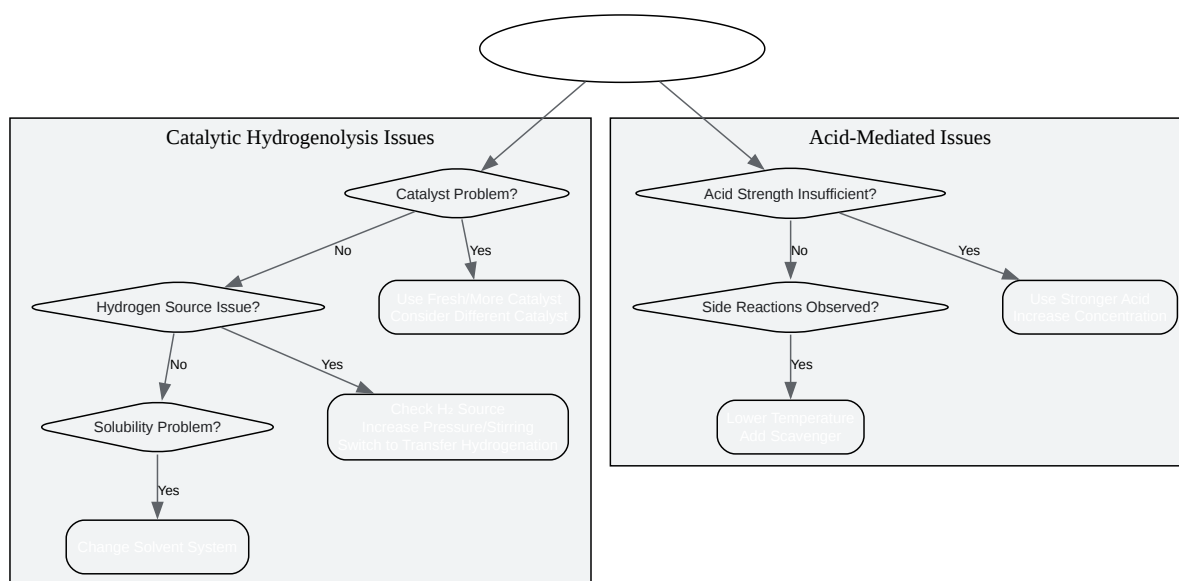 Catalytic Hydrogenolysis Issues
Acid-Mediated Issues
Catalyst Problem?
Acid Strength Insufficient?
No
Yes
No
Yes
Hydrogen Source Issue?
Use Fresh/More Catalyst
Consider Different Catalyst
Side Reactions Observed?
Use Stronger Acid
Increase Concentration
No
Yes
Yes
Solubility Problem?
Check H₂ Source
Increase Pressure/Stirring
Switch to Transfer Hydrogenation
Lower Temperature
Add Scavenger
Yes
Change Solvent System